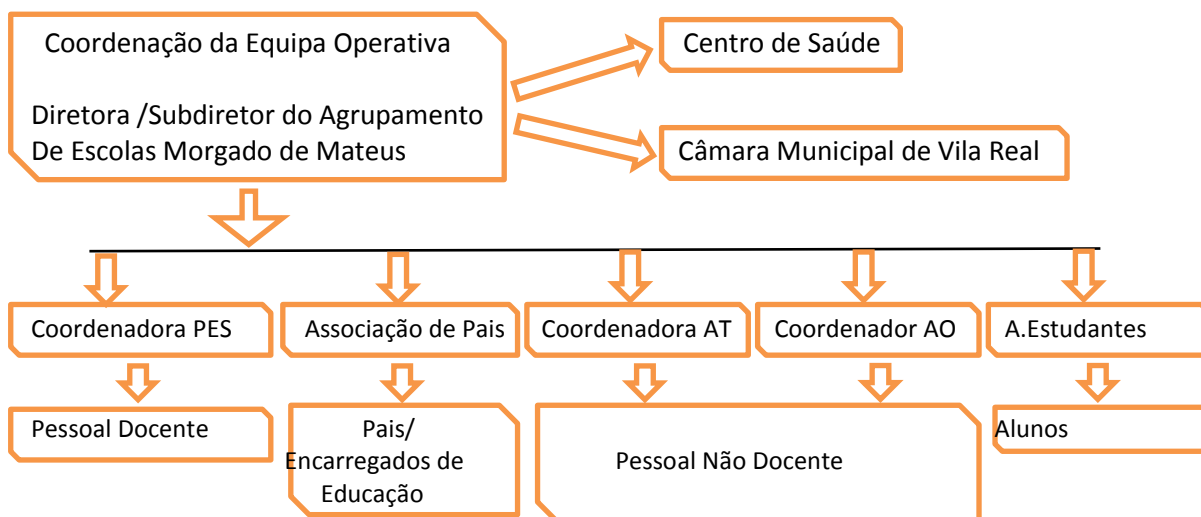 Coordenação da Equipa Operativa
Diretora /Subdiretor do Agrupamento
De Escolas Morgado de Mateus
Centro de Saúde
Câmara Municipal de Vila Real
Coordenadora PES
Associação de Pais
Coordenadora AT
Coordenador AO
A.Estudantes
Pessoal Docente
Pais/
Encarregados de
Educação
Pessoal Não Docente
Alunos